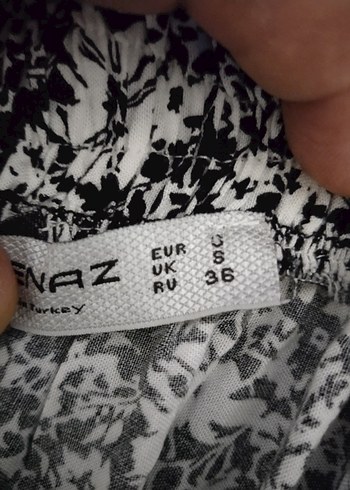 ENAZ
Turkey
EUR S
UK S
RU 36